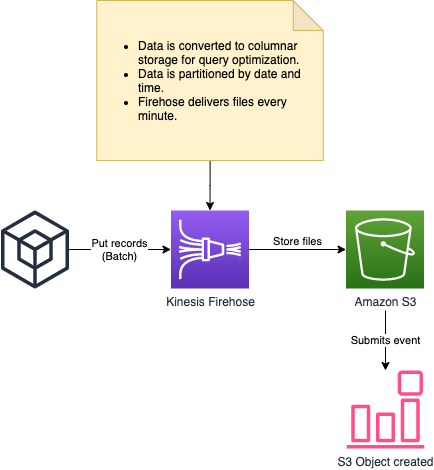 • Data is converted to columnar
storage for query optimization.
• Data is partitioned by date and
time.
• Firehose delivers files every
minute.
Put records
(Batch)
Store files
Kinesis Firehose
Amazon S3
Submits event
S3 Object created